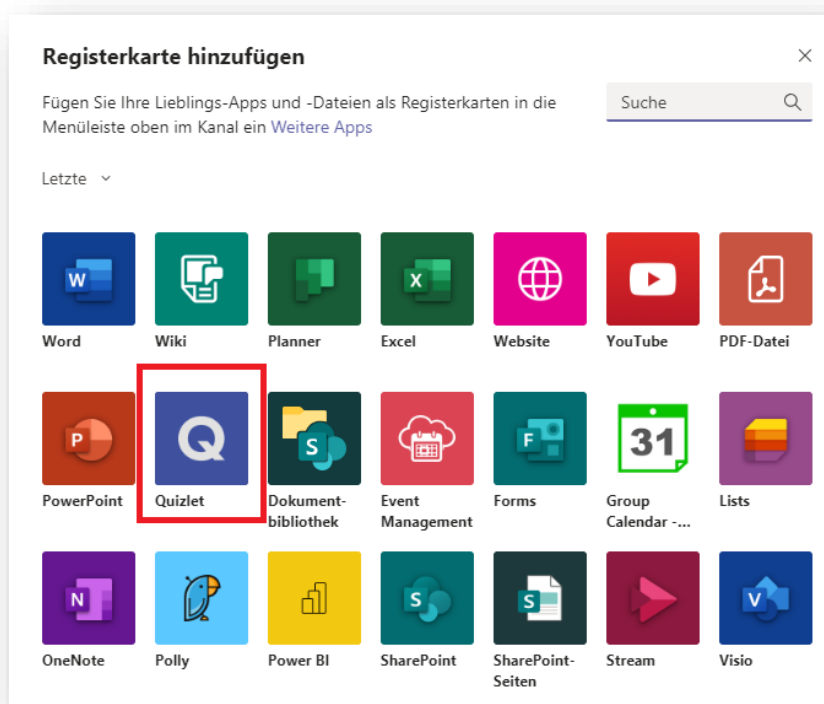 Registerkarte hinzufügen
Fügen Sie Ihre Lieblings-Apps und -Dateien als Registerkarten in die
Menüleiste oben im Kanal ein Weitere Apps
Suche
Letzte
W
X
Word
Wiki
Planner
Excel
Website
YouTube
PDF-Datei
P
Q
S
F
31
PowerPoint
Quizlet
Dokument-
bibliothek
Event
Management
Forms
Group
Calendar -...
Lists
N
S
S
V
OneNote
Polly
Power BI
SharePoint
SharePoint-
Seiten
Stream
Visio